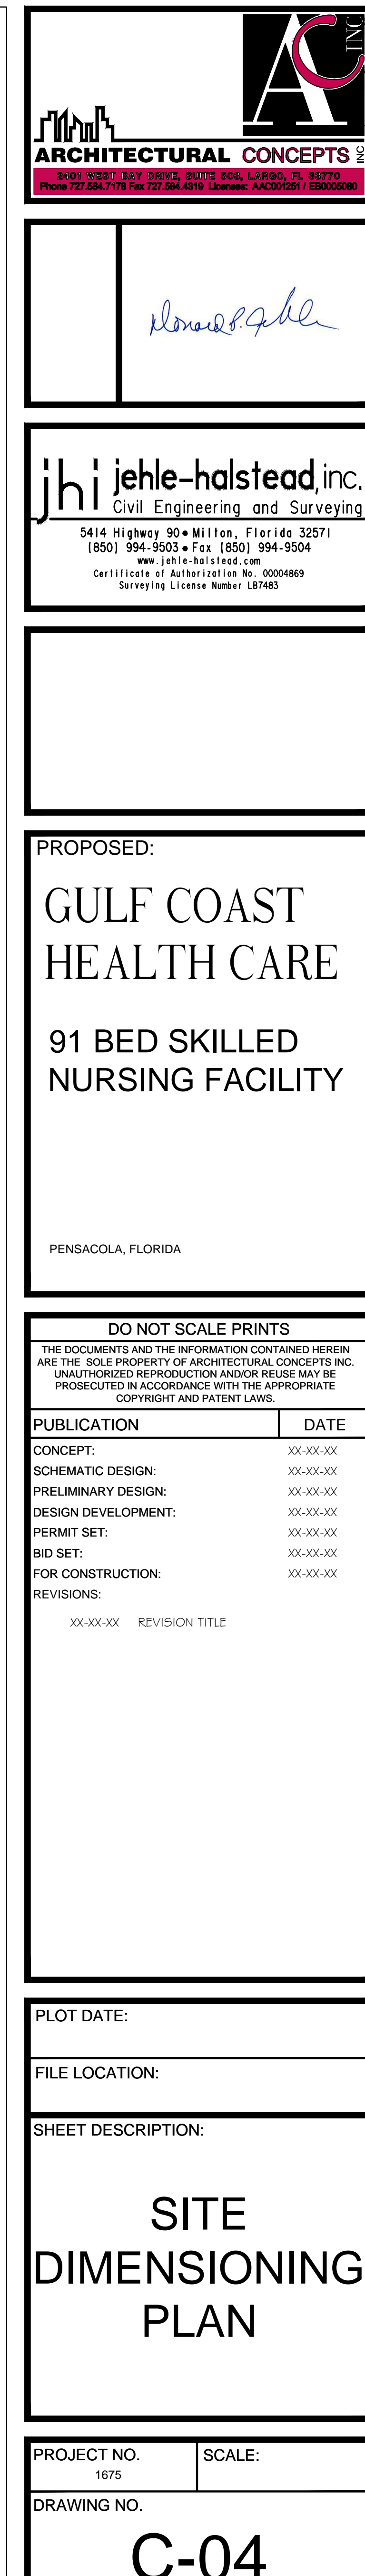 AC INC
ARCHITECTURAL CONCEPTS INC
2401 WEST BAY DRIVE, SUITE 503, LARGO, FL 33770
Phone 727.584.7178 Fax 727.584.4319 Licenses: AAC001251 / EB0005080
jhi jehle-halstead, inc.
Civil Engineering and Surveying
5414 Highway 90 • Milton, Florida 32571
(850) 994-9503 • Fax (850) 994-9504
www.jehle-halstead.com
Certificate of Authorization No. 00004869
Surveying License Number LB7483
PROPOSED:
GULF COAST
HEALTH CARE
91 BED SKILLED
NURSING FACILITY
PENSACOLA, FLORIDA
DO NOT SCALE PRINTS
THE DOCUMENTS AND THE INFORMATION CONTAINED HEREIN
ARE THE SOLE PROPERTY OF ARCHITECTURAL CONCEPTS INC.
UNAUTHORIZED REPRODUCTION AND/OR REUSE MAY BE
PROSECUTED IN ACCORDANCE WITH THE APPROPRIATE
COPYRIGHT AND PATENT LAWS.
PUBLICATION DATE
CONCEPT: XX-XX-XX
SCHEMATIC DESIGN: XX-XX-XX
PRELIMINARY DESIGN: XX-XX-XX
DESIGN DEVELOPMENT: XX-XX-XX
PERMIT SET: XX-XX-XX
BID SET: XX-XX-XX
FOR CONSTRUCTION: XX-XX-XX
REVISIONS:
XX-XX-XX REVISION TITLE
PLOT DATE:
FILE LOCATION:
SHEET DESCRIPTION:
SITE
DIMENSIONING
PLAN
PROJECT NO. SCALE:
1675
DRAWING NO.
C-04